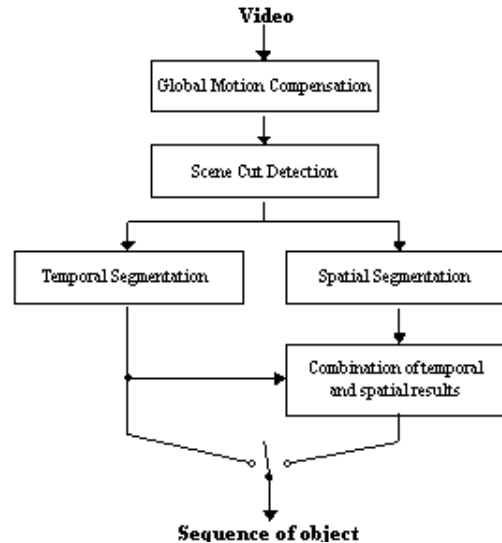 Video
Global Motion Compensation
Scene Cut Detection
Temporal Segmentation
Spatial Segmentation
Combination of temporal
and spatial results
Sequence of object